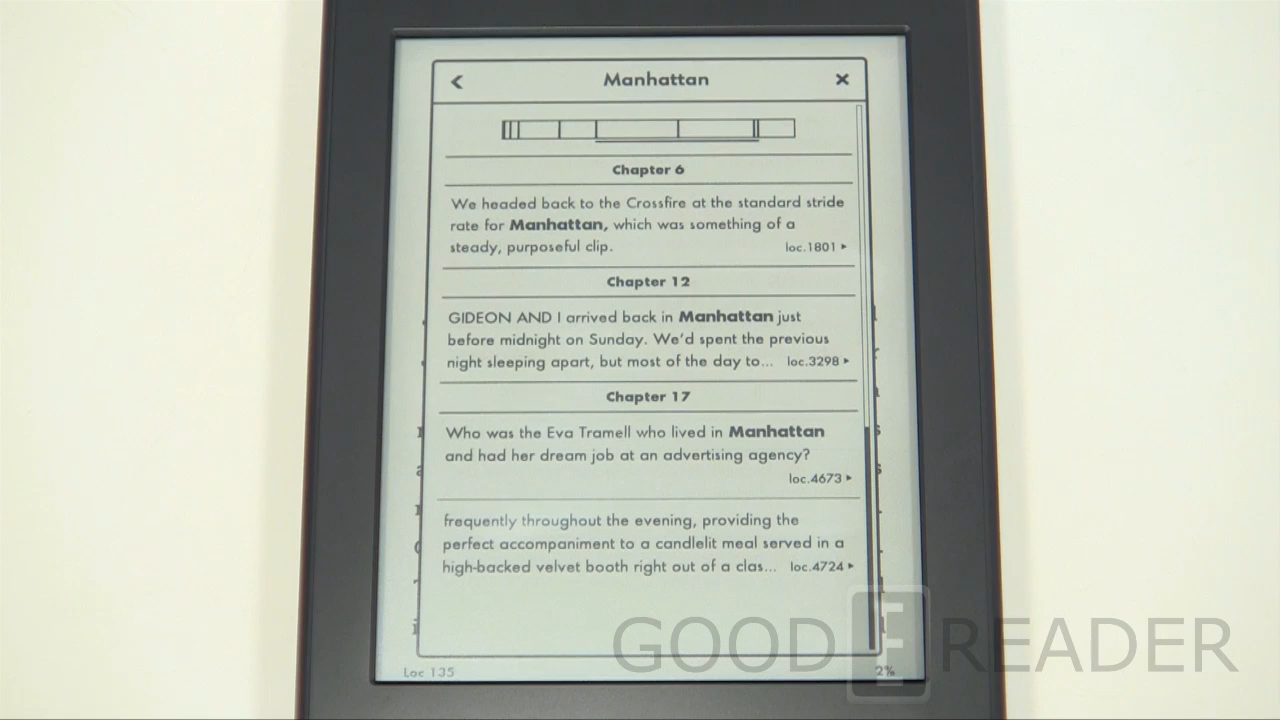 Manhattan
Chapter 6
We headed back to the Crossfire at the standard stride
rate for Manhattan, which was something of a
steady, purposeful clip.
loc.1801
Chapter 12
GIDEON AND I arrived back in Manhattan just
before midnight on Sunday. We'd spent the previous
night sleeping apart, but most of the day to... loc.3298
Chapter 17
Who was the Eva Tramell who lived in Manhattan
and had her dream job at an advertising agency?
loc.4673
frequently throughout the evening, providing the
perfect accompaniment to a candlelit meal served in a
high-backed velvet booth right out of a clas... loc.4724
GOOD E READER
Loc 135
2%